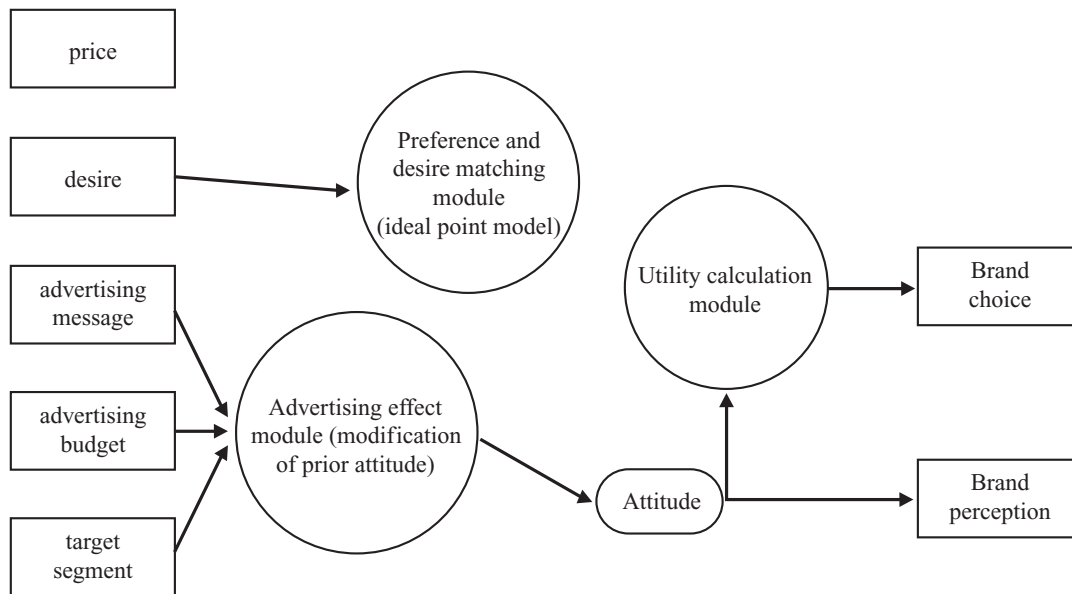 price
desire
advertising
message
advertising
budget
target
segment
Preference and
desire matching
module
(ideal point model)
Advertising effect
module (modification
of prior attitude)
Attitude
Utility calculation
module
Brand
choice
Brand
perception